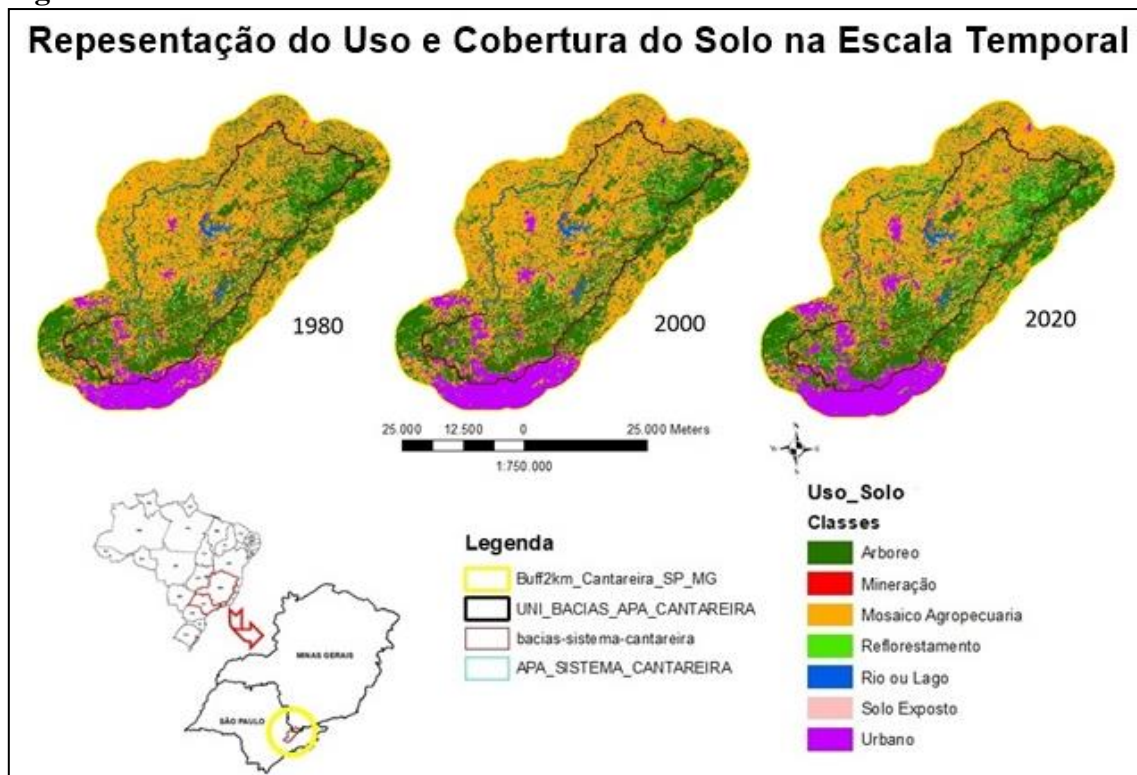 Repesentação do Uso e Cobertura do Solo na Escala Temporal
1980
2000
2020
25.000 12.500 0 25.000 Meters
1:750.000
Uso_Solo
Classes
Arboreo
Mineração
Mosaico Agropecuaria
Reflorestamento
Rio ou Lago
Solo Exposto
Urbano
Legenda
Buff2km_Cantareira_SP_MG
UNI_BACIAS_APA_CANTAREIRA
bacias-sistema-cantareira
APA_SISTEMA_CANTAREIRA
MINAS GERAIS
SÃO PAULO